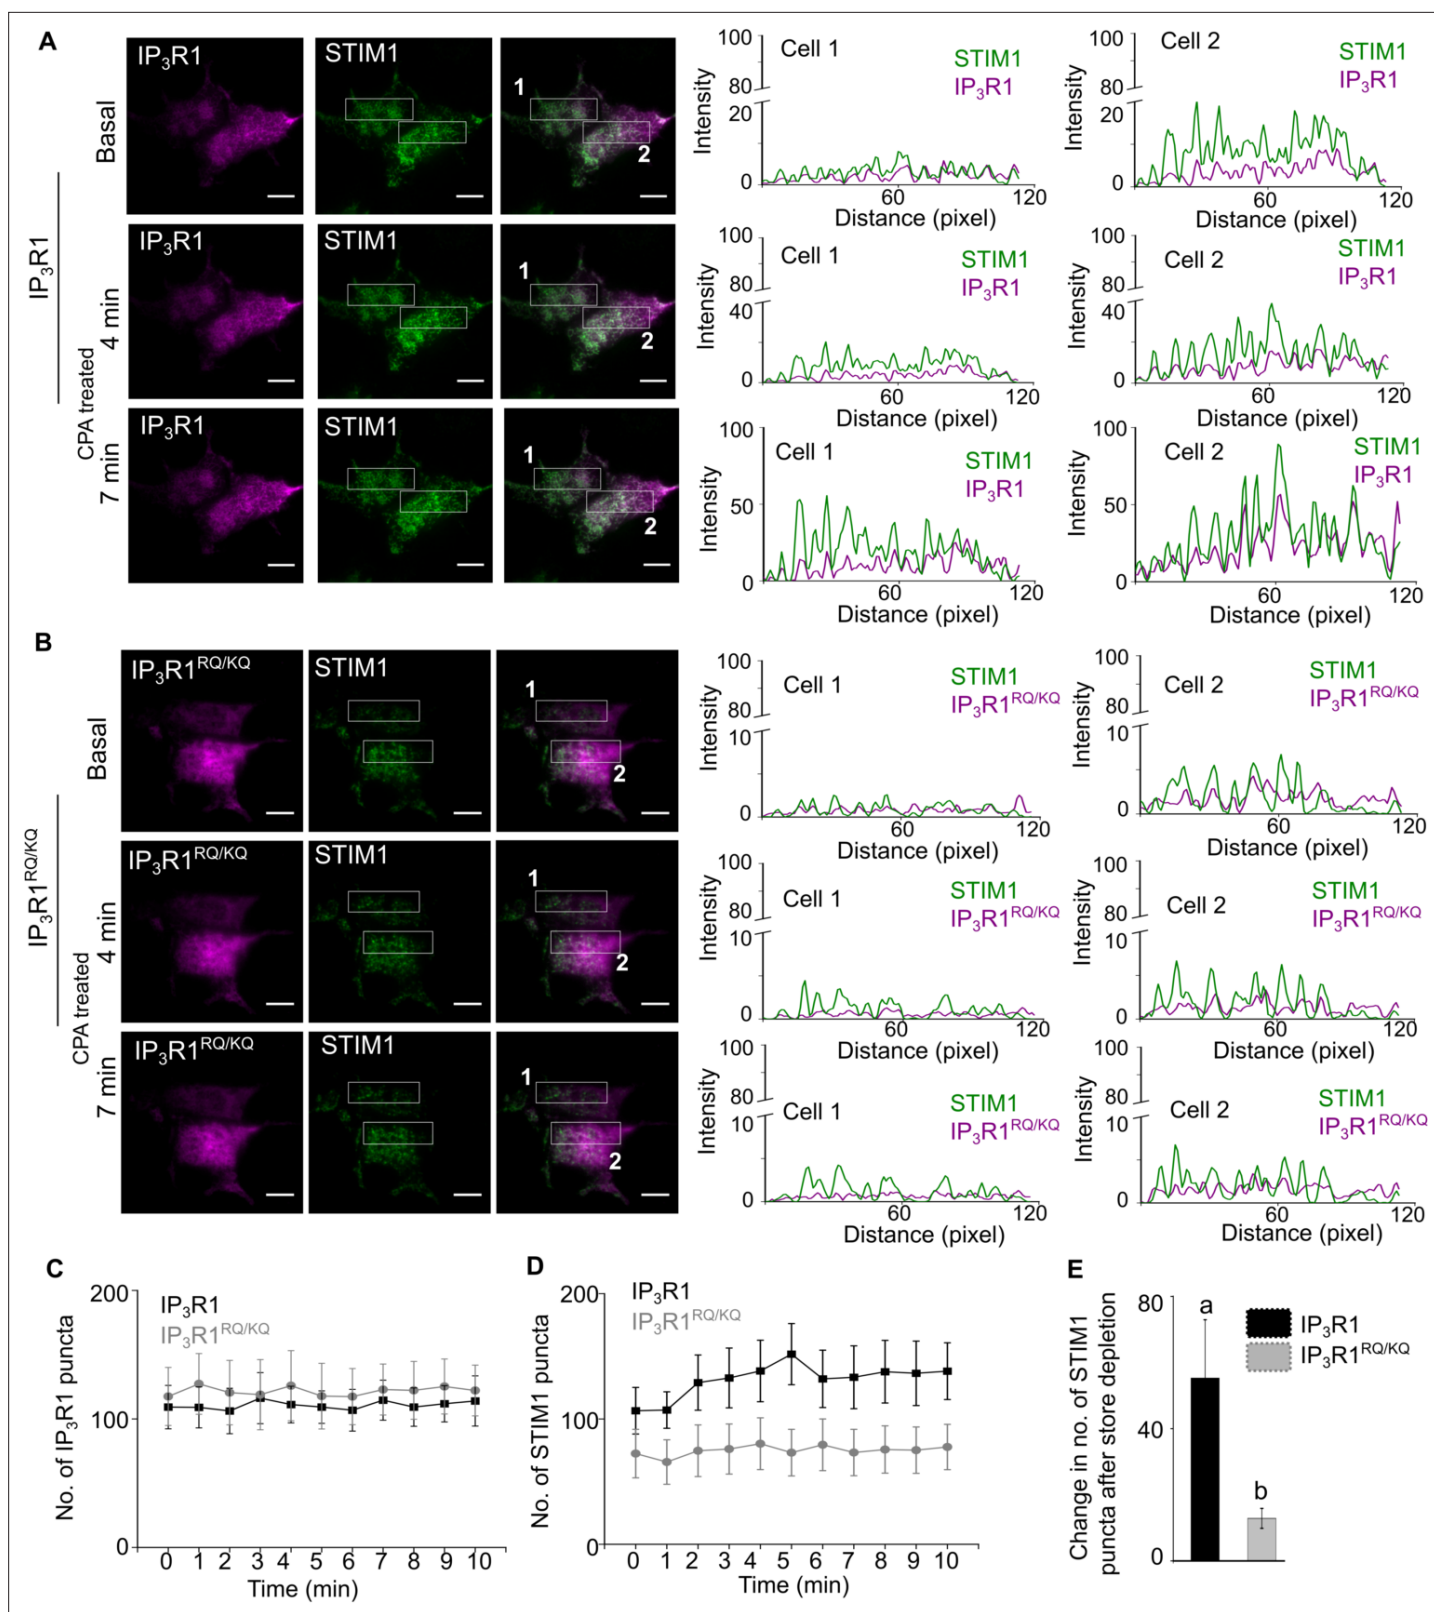 A
IP3R1
Basal
CPA treated
4 min
7 min
IP3R1
STIM1
1
2
IP3R1
STIM1
1
2
IP3R1
STIM1
1
2
100
80
20
0
Intensity
Cell 1
STIM1
IP3R1
60
120
Distance (pixel)
100
80
20
0
Cell 2
STIM1
IP3R1
60
120
Distance (pixel)
100
80
40
0
Intensity
Cell 1
STIM1
IP3R1
60
120
Distance (pixel)
100
80
40
0
Cell 2
STIM1
IP3R1
60
120
Distance (pixel)
100
50
0
Intensity
Cell 1
STIM1
IP3R1
60
120
Distance (pixel)
100
50
0
Cell 2
STIM1
IP3R1
60
120
Distance (pixel)
B
IP3R1RQ/KQ
Basal
CPA treated
4 min
7 min
IP3R1RQ/KQ
STIM1
1
2
IP3R1RQ/KQ
STIM1
1
2
IP3R1RQ/KQ
STIM1
1
2
100
80
10
0
Intensity
Cell 1
STIM1
IP3R1RQ/KQ
60
120
Distance (pixel)
100
80
10
0
Intensity
Cell 2
STIM1
IP3R1RQ/KQ
60
120
Distance (pixel)
100
80
10
0
Intensity
Cell 1
STIM1
IP3R1RQ/KQ
60
120
Distance (pixel)
100
80
10
0
Intensity
Cell 2
STIM1
IP3R1RQ/KQ
60
120
Distance (pixel)
100
80
10
0
Intensity
Cell 1
STIM1
IP3R1RQ/KQ
60
120
Distance (pixel)
100
80
10
0
Intensity
Cell 2
STIM1
IP3R1RQ/KQ
60
120
Distance (pixel)
C
No. of IP3R1 puncta
200
100
0
IP3R1
IP3R1RQ/KQ
0 1 2 3 4 5 6 7 8 9 10
Time (min)
D
No. of STIM1 puncta
200
100
0
IP3R1
IP3R1RQ/KQ
0 1 2 3 4 5 6 7 8 9 10
Time (min)
E
Change in no. of STIM1
puncta after store depletion
80
40
0
a
b
IP3R1
IP3R1RQ/KQ